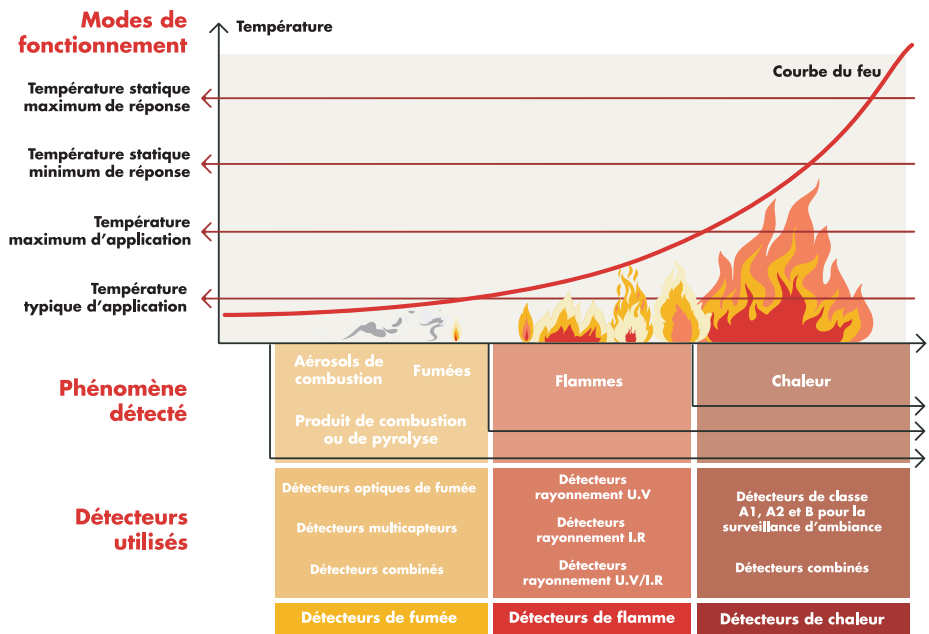 Modes de
fonctionnement
Température
Courbe du feu
Température statique
maximum de réponse
Température statique
minimum de réponse
Température
maximum d'application
Température
typique d'application
Phénomène
détecté
Aérosols de
combustion
Fumées
Produit de combustion
ou de pyrolyse
Flammes
Chaleur
Détecteurs
utilisés
Détecteurs optiques de fumée
Détecteurs multicapteurs
Détecteurs combinés
Détecteurs
rayonnement U.V
Détecteurs
rayonnement I.R
Détecteurs
rayonnement U.V/I.R
Détecteurs de classe
A1, A2 et B pour la
surveillance d'ambiance
Détecteurs combinés
Détecteurs de fumée
Détecteurs de flamme
Détecteurs de chaleur